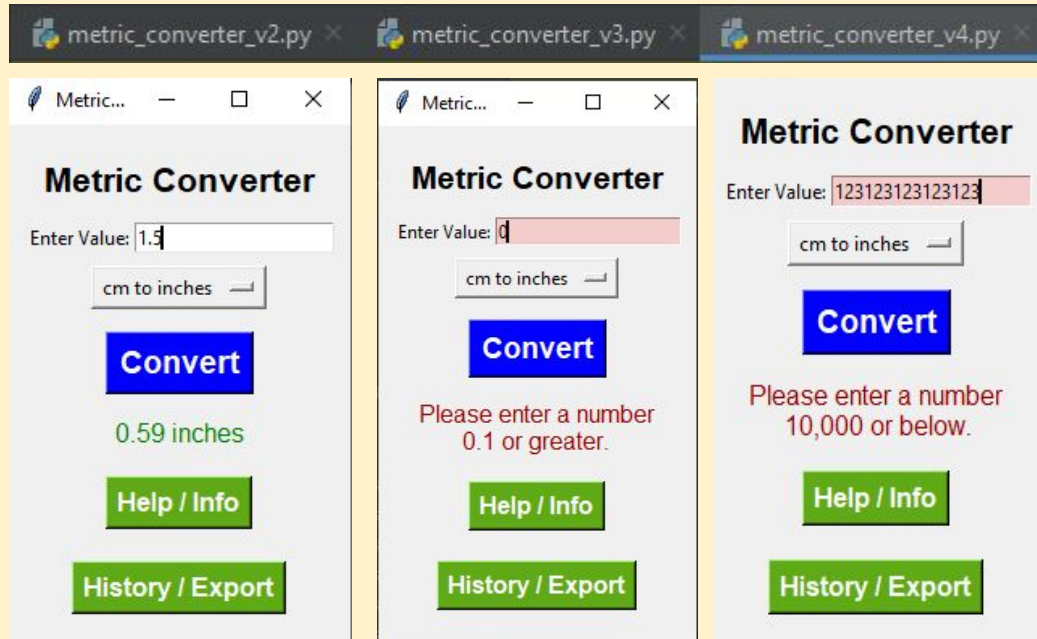 metric_converter_v2.py
metric_converter_v3.py
metric_converter_v4.py
Metric...
Metric Converter
Enter Value: 1.5
cm to inches
Convert
0.59 inches
Help / Info
History / Export
Metric...
Metric Converter
Enter Value: 0
cm to inches
Convert
Please enter a number
0.1 or greater.
Help / Info
History / Export
Metric Converter
Enter Value: 123123123123123
cm to inches
Convert
Please enter a number
10,000 or below.
Help / Info
History / Export